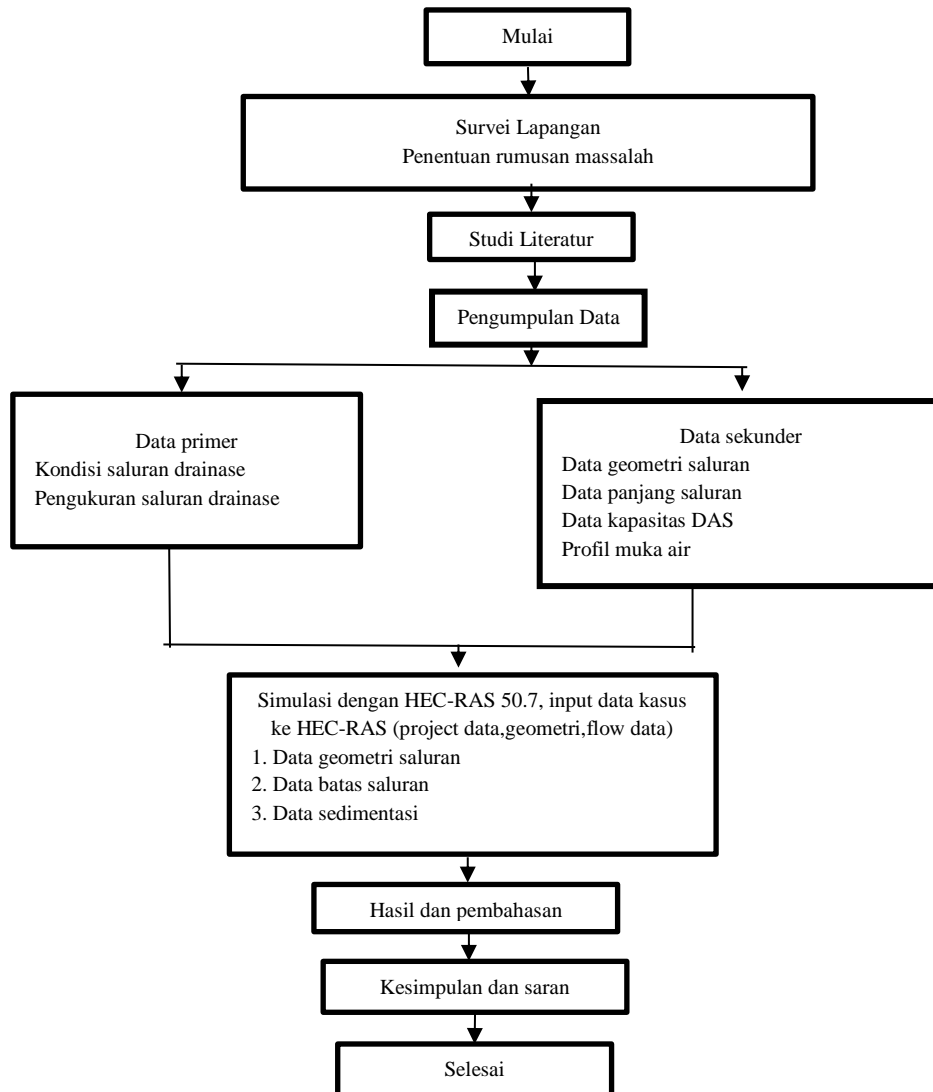 Mulai
Survei Lapangan
Penentuan rumusan massalah
Studi Literatur
Pengumpulan Data
Data primer
Kondisi saluran drainase
Pengukuran saluran drainase
Data sekunder
Data geometri saluran
Data panjang saluran
Data kapasitas DAS
Profil muka air
Simulasi dengan HEC-RAS 50.7, input data kasus
ke HEC-RAS (project data,geometri,flow data)
1. Data geometri saluran
2. Data batas saluran
3. Data sedimentasi
Hasil dan pembahasan
Kesimpulan dan saran
Selesai